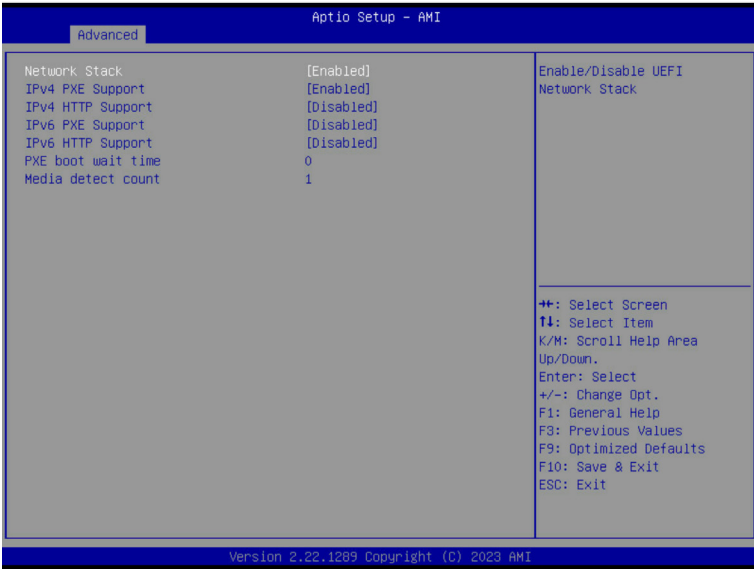 Aptio Setup – AMI
Advanced
Network Stack [Enabled]
IPv4 PXE Support [Enabled]
IPv4 HTTP Support [Disabled]
IPv6 PXE Support [Disabled]
IPv6 HTTP Support [Disabled]
PXE boot wait time 0
Media detect count 1
Enable/Disable UEFI
Network Stack
→←: Select Screen
↑↓: Select Item
K/M: Scroll Help Area
Up/Down.
Enter: Select
+/-: Change Opt.
F1: General Help
F3: Previous Values
F9: Optimized Defaults
F10: Save & Exit
ESC: Exit
Version 2.22.1289 Copyright (C) 2023 AMI